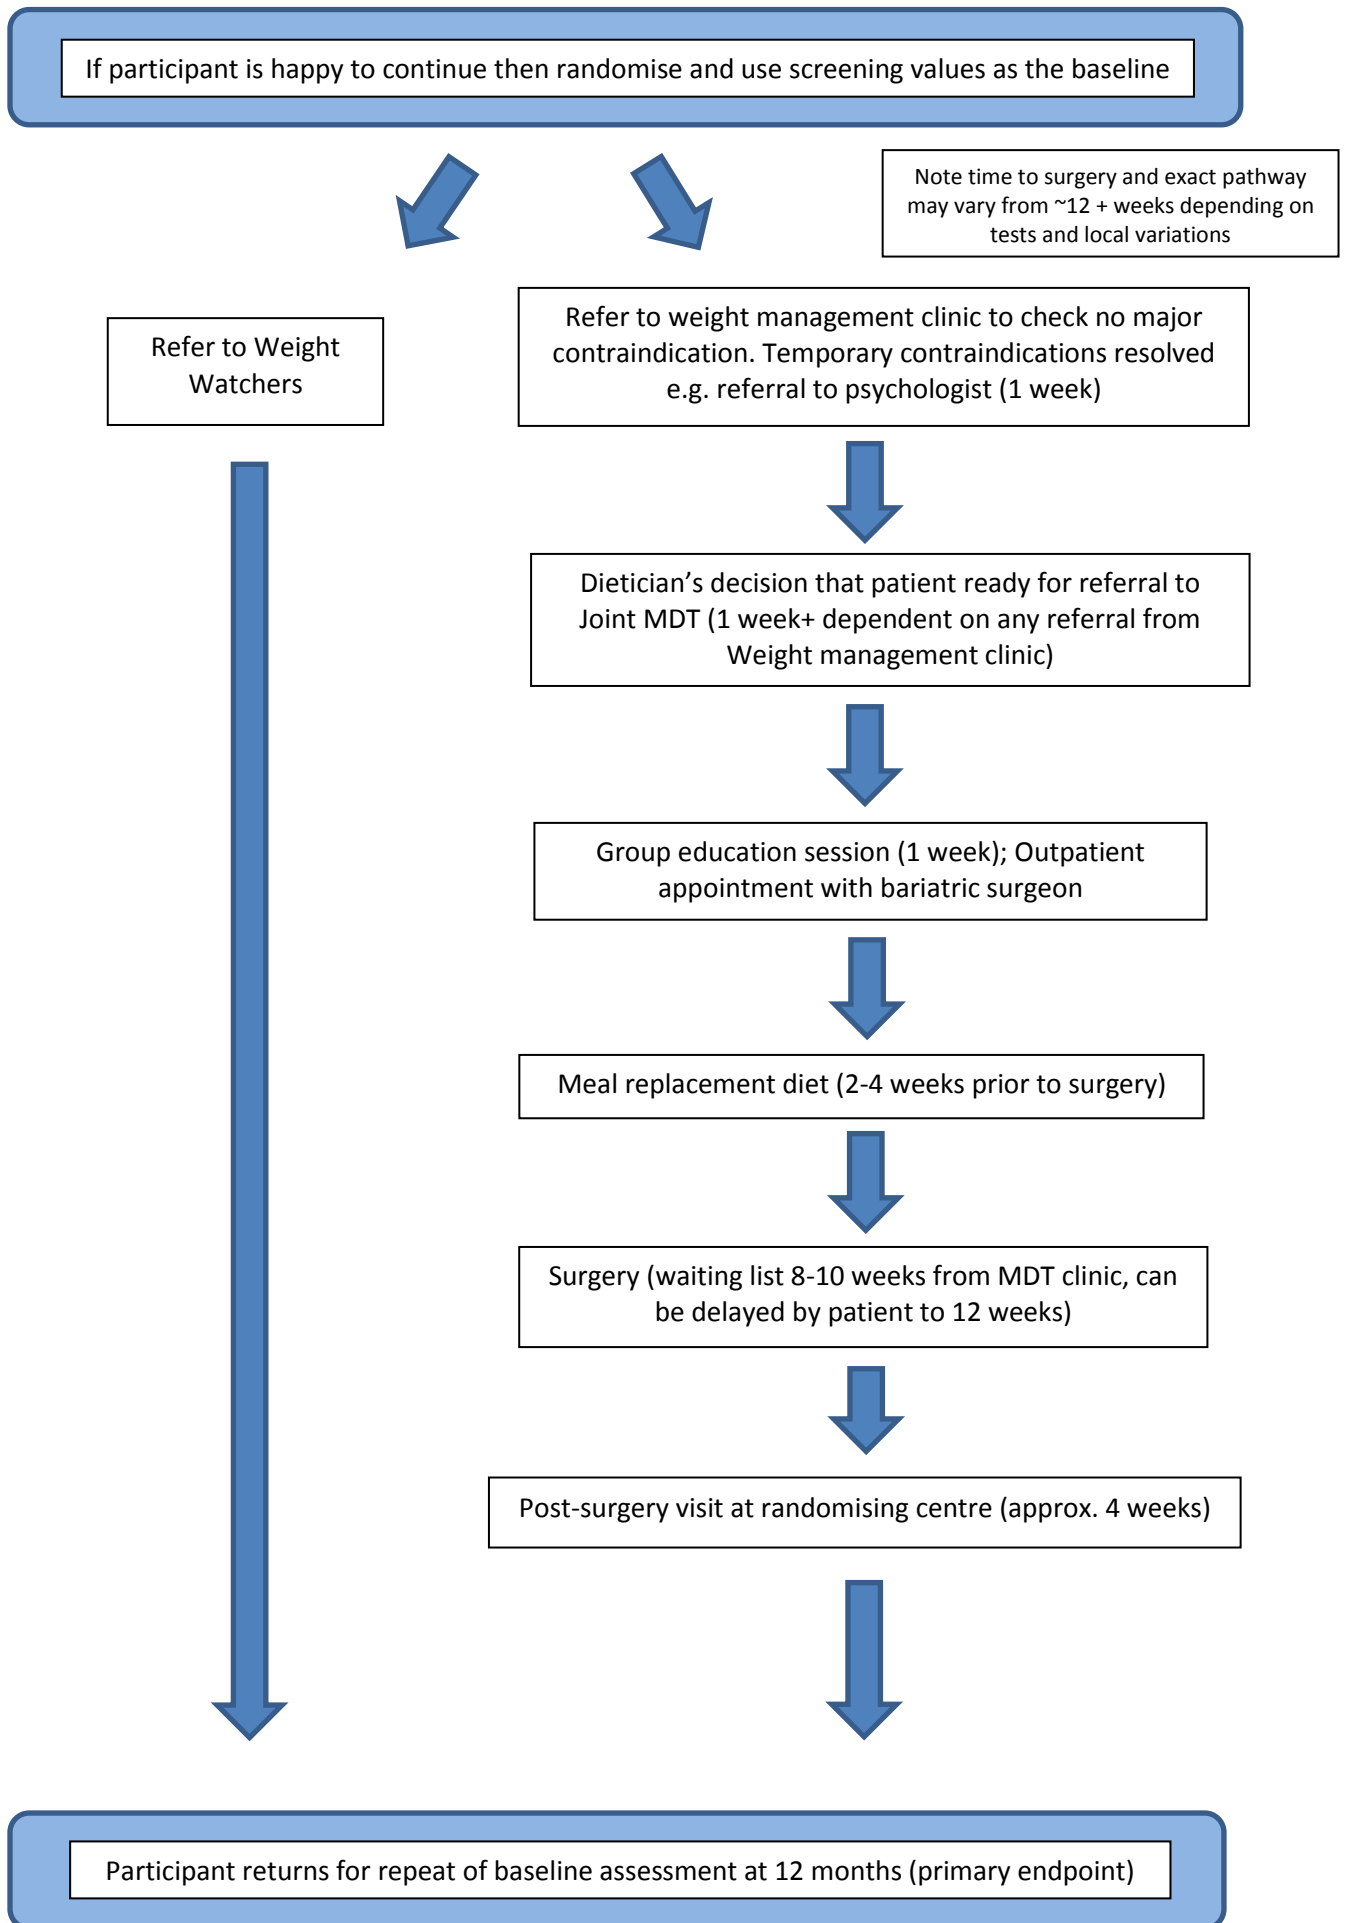 If participant is happy to continue then randomise and use screening values as the baseline
Note time to surgery and exact pathway
may vary from ~12 + weeks depending on
tests and local variations
Refer to Weight
Watchers
Refer to weight management clinic to check no major
contraindication. Temporary contraindications resolved
e.g. referral to psychologist (1 week)
Dietician’s decision that patient ready for referral to
Joint MDT (1 week+ dependent on any referral from
Weight management clinic)
Group education session (1 week); Outpatient
appointment with bariatric surgeon
Meal replacement diet (2-4 weeks prior to surgery)
Surgery (waiting list 8-10 weeks from MDT clinic, can
be delayed by patient to 12 weeks)
Post-surgery visit at randomising centre (approx. 4 weeks)
Participant returns for repeat of baseline assessment at 12 months (primary endpoint)